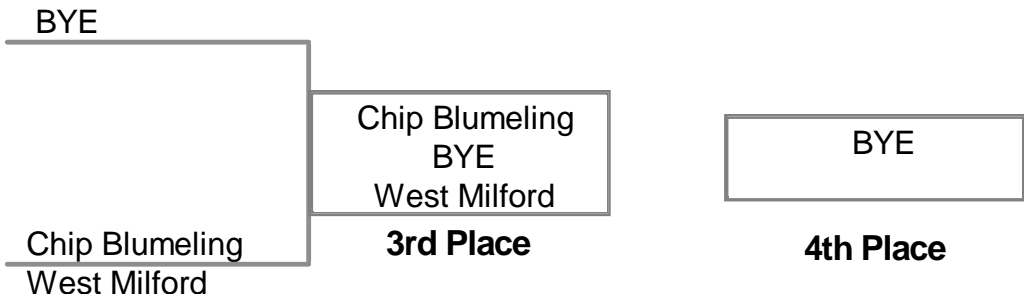 BYE
Chip Blumeling
BYE
West Milford
3rd Place
BYE
4th Place
Chip Blumeling
West Milford